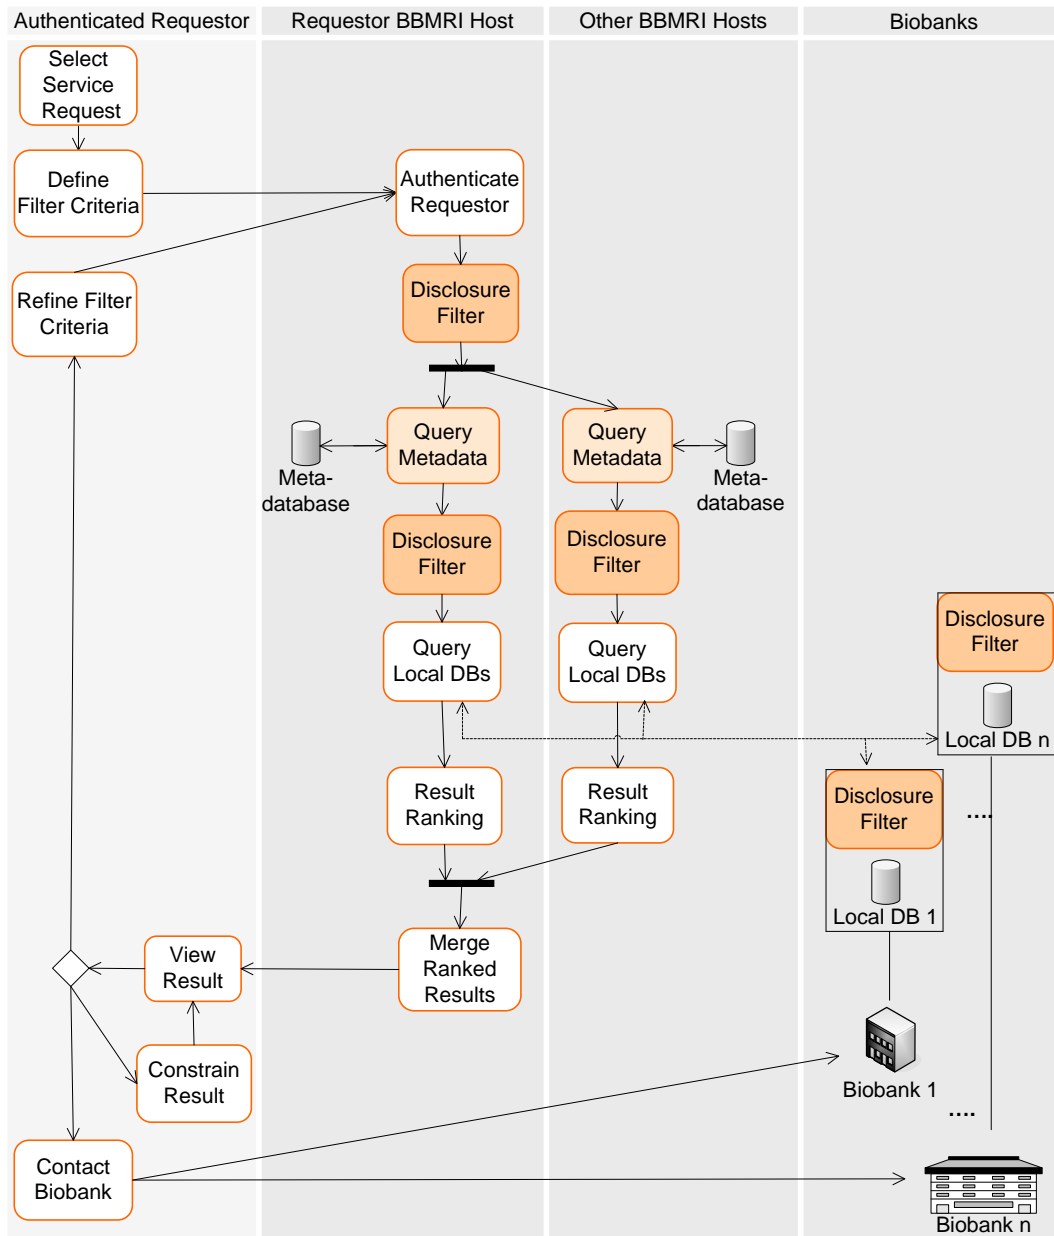 Authenticated Requestor
Requestor BBMRI Host
Other BBMRI Hosts
Biobanks
Select
Service
Request
Define
Filter Criteria
Authenticate
Requestor
Refine Filter
Criteria
Disclosure
Filter
Query
Metadata
Meta-
database
Query
Metadata
Meta-
database
Disclosure
Filter
Disclosure
Filter
Query
Local DBs
Query
Local DBs
Disclosure
Filter
Local DB n
Result
Ranking
Result
Ranking
Disclosure
Filter
....
Local DB 1
View
Result
Merge
Ranked
Results
Constrain
Result
Biobank 1
....
Contact
Biobank
Biobank n